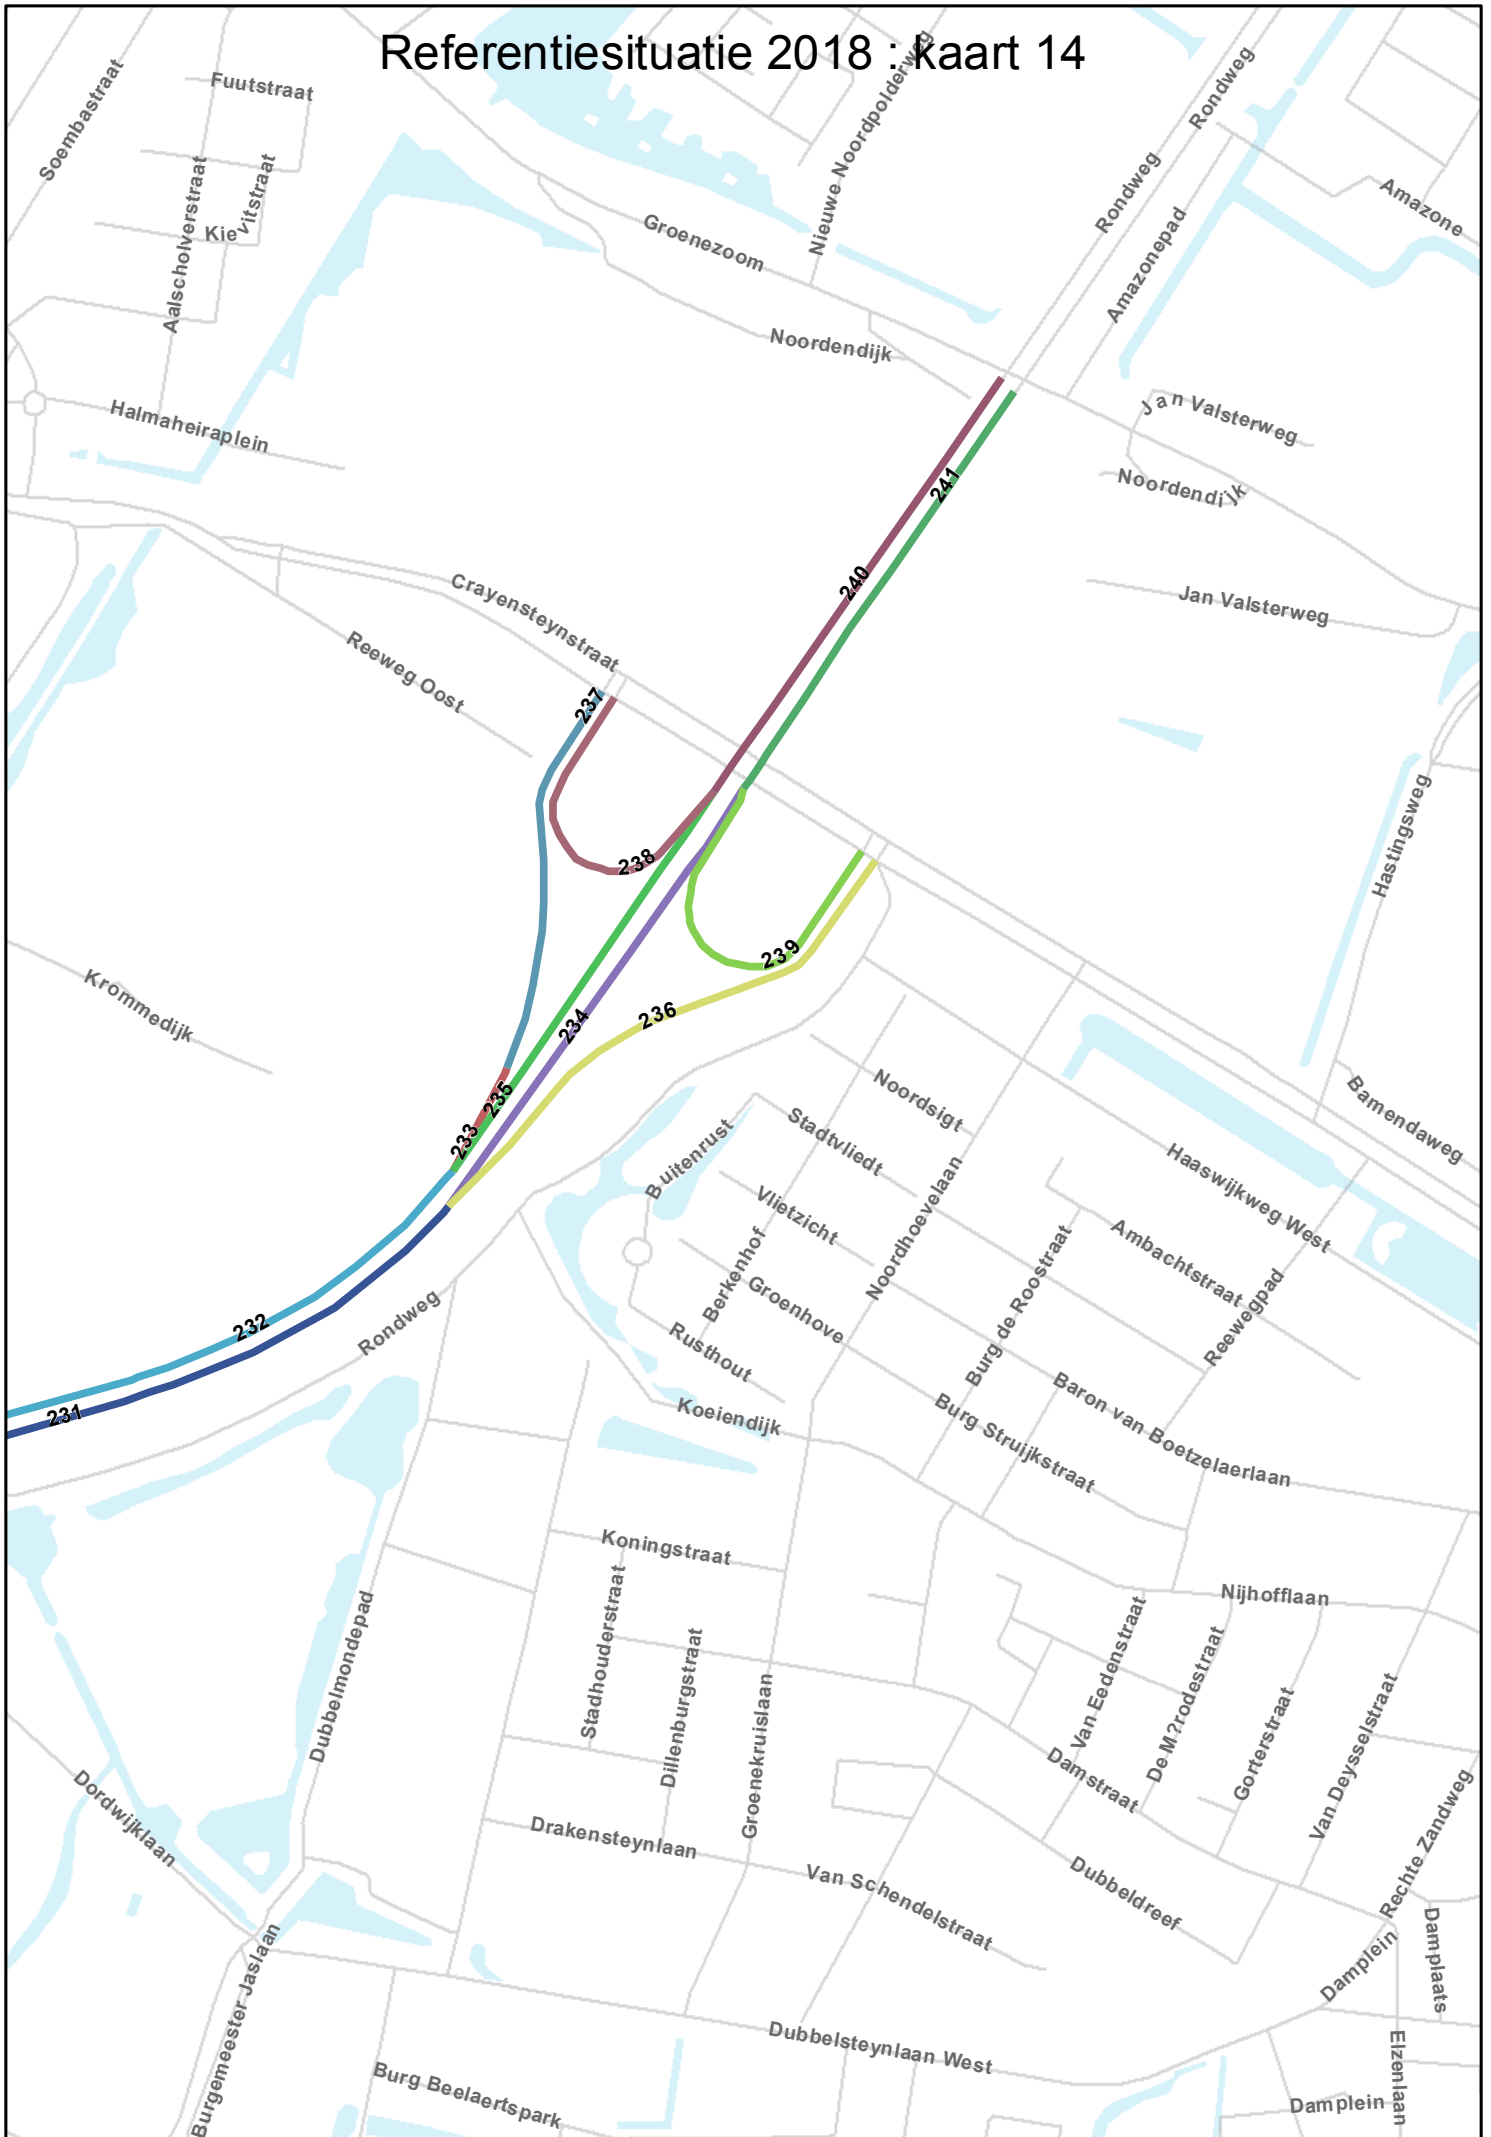 Referentiesituatie 2018 : kaart 14
Soembastraat
Fuutstraat
Aalscholverstraat
Kievitstraat
Nieuwe Noordpolderweg
Rondweg
Rondweg
Amazonepad
Amazone
Groenezoom
Noordendijk
Halmaheiraplein
Jan Valsterweg
Noordendijk
Jan Valsterweg
241
240
Crayensteynstraat
Reeweg Oost
237
238
239
236
234
235
233
232
231
Hastingsweg
Krommedijk
Bamendaweg
Noordsigt
Stadtvliedt
Buitenrust
Vlietzicht
Haaswijkweg West
Noordhoevelaan
Berkenhof
Groenhove
Burg de Roostraat
Ambachtstraat
Reewegpad
Rondweg
Rusthout
Koeiendijk
Baron van Boetzelaerlaan
Burg Struijkstraat
Koningstraat
Stadhouderstraat
Nijhofflaan
Dubbelmondepad
Dillenburgstraat
Groenekruislaan
Van Eedenstraat
De M?rodestraat
Gorterstraat
Van Deysselstraat
Damstraat
Dordwijklaan
Drakensteynlaan
Van Schendelstraat
Dubbeldreef
Rechte Zandweg
Damplein
Damplaats
Burgemeester Jaslaan
Dubbelsteynlaan West
Elzenlaan
Burg Beelaertspark
Damplein